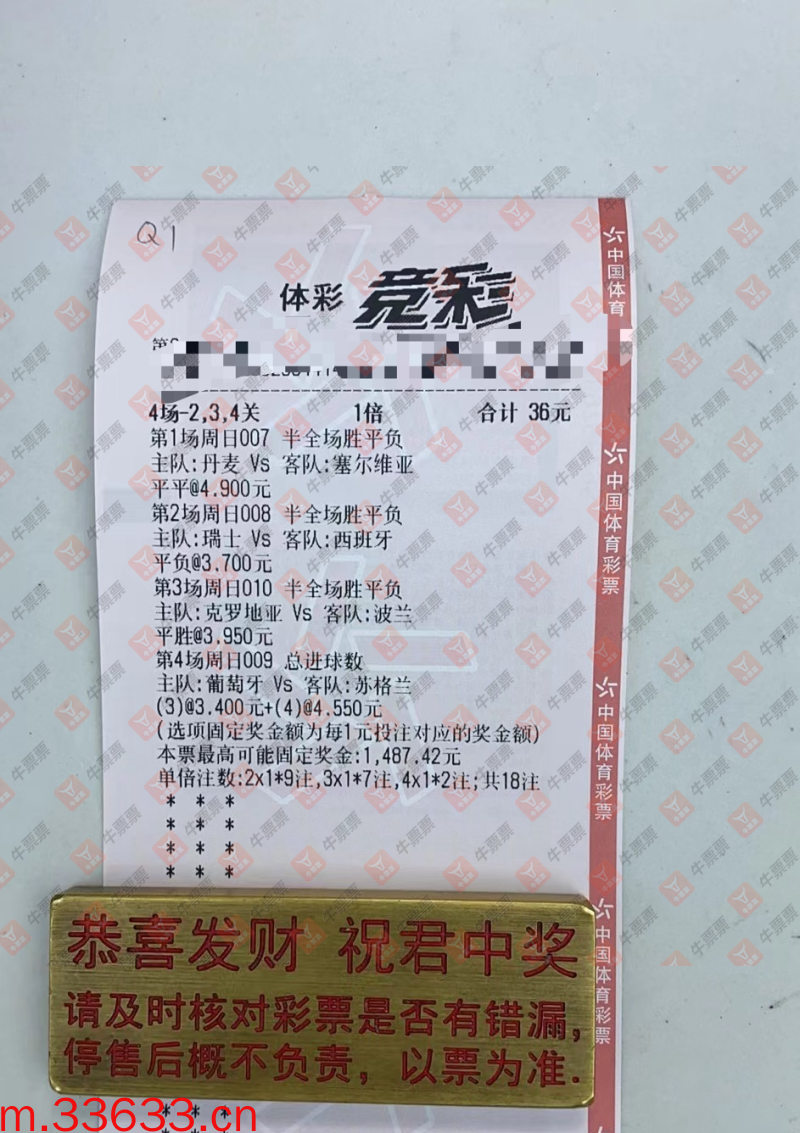 Q1
体彩 竞彩
4场-2,3,4关 1倍 合计 36元
第1场周日007 半全场胜平负
主队:丹麦 Vs 客队:塞尔维亚
平平@4.900元
第2场周日008 半全场胜平负
主队:瑞士 Vs 客队:西班牙
平负@3.700元
第3场周日010 半全场胜平负
主队:克罗地亚 Vs 客队:波兰
平胜@3.950元
第4场周日009 总进球数
主队:葡萄牙 Vs 客队:苏格兰
(3)@3.400元+(4)@4.550元
(选项固定奖金额为每1元投注对应的奖金额)
本票最高可能固定奖金:1,487.42元
单倍注数:2x1*9注,3x1*7注,4x1*2注;共18注
* * *
* * *
* * *
* * *
恭喜发财 祝君中奖
请及时核对彩票是否有错漏,
停售后概不负责，以票为准.
* * *
m.33633.cn
中国体育
中国体育彩票
中国体育彩票
中国体育彩票
牛票票